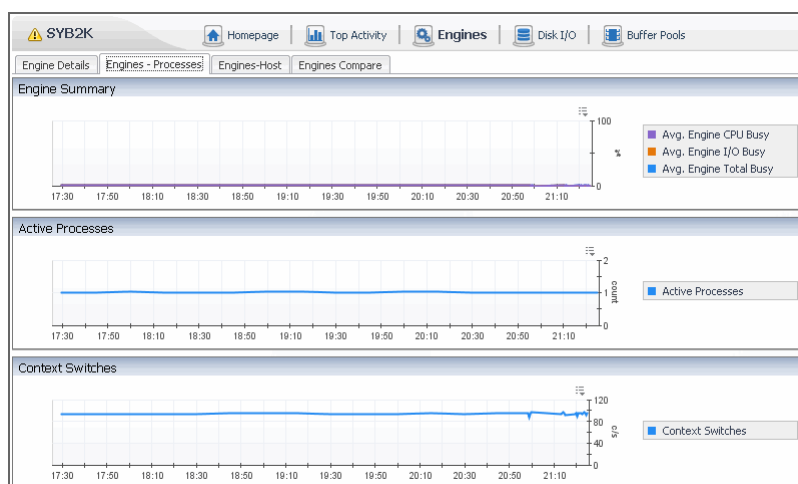 SYB2K Homepage Top Activity Engines Disk I/O Buffer Pools
Engine Details Engines - Processes Engines-Host Engines Compare
Engine Summary
100
%
0
Avg. Engine CPU Busy
Avg. Engine I/O Busy
Avg. Engine Total Busy
17:30 17:50 18:10 18:30 18:50 19:10 19:30 19:50 20:10 20:30 20:50 21:10
Active Processes
2
1
0
count
Active Processes
17:30 17:50 18:10 18:30 18:50 19:10 19:30 19:50 20:10 20:30 20:50 21:10
Context Switches
120
80
40
0
c/s
Context Switches
17:30 17:50 18:10 18:30 18:50 19:10 19:30 19:50 20:10 20:30 20:50 21:10